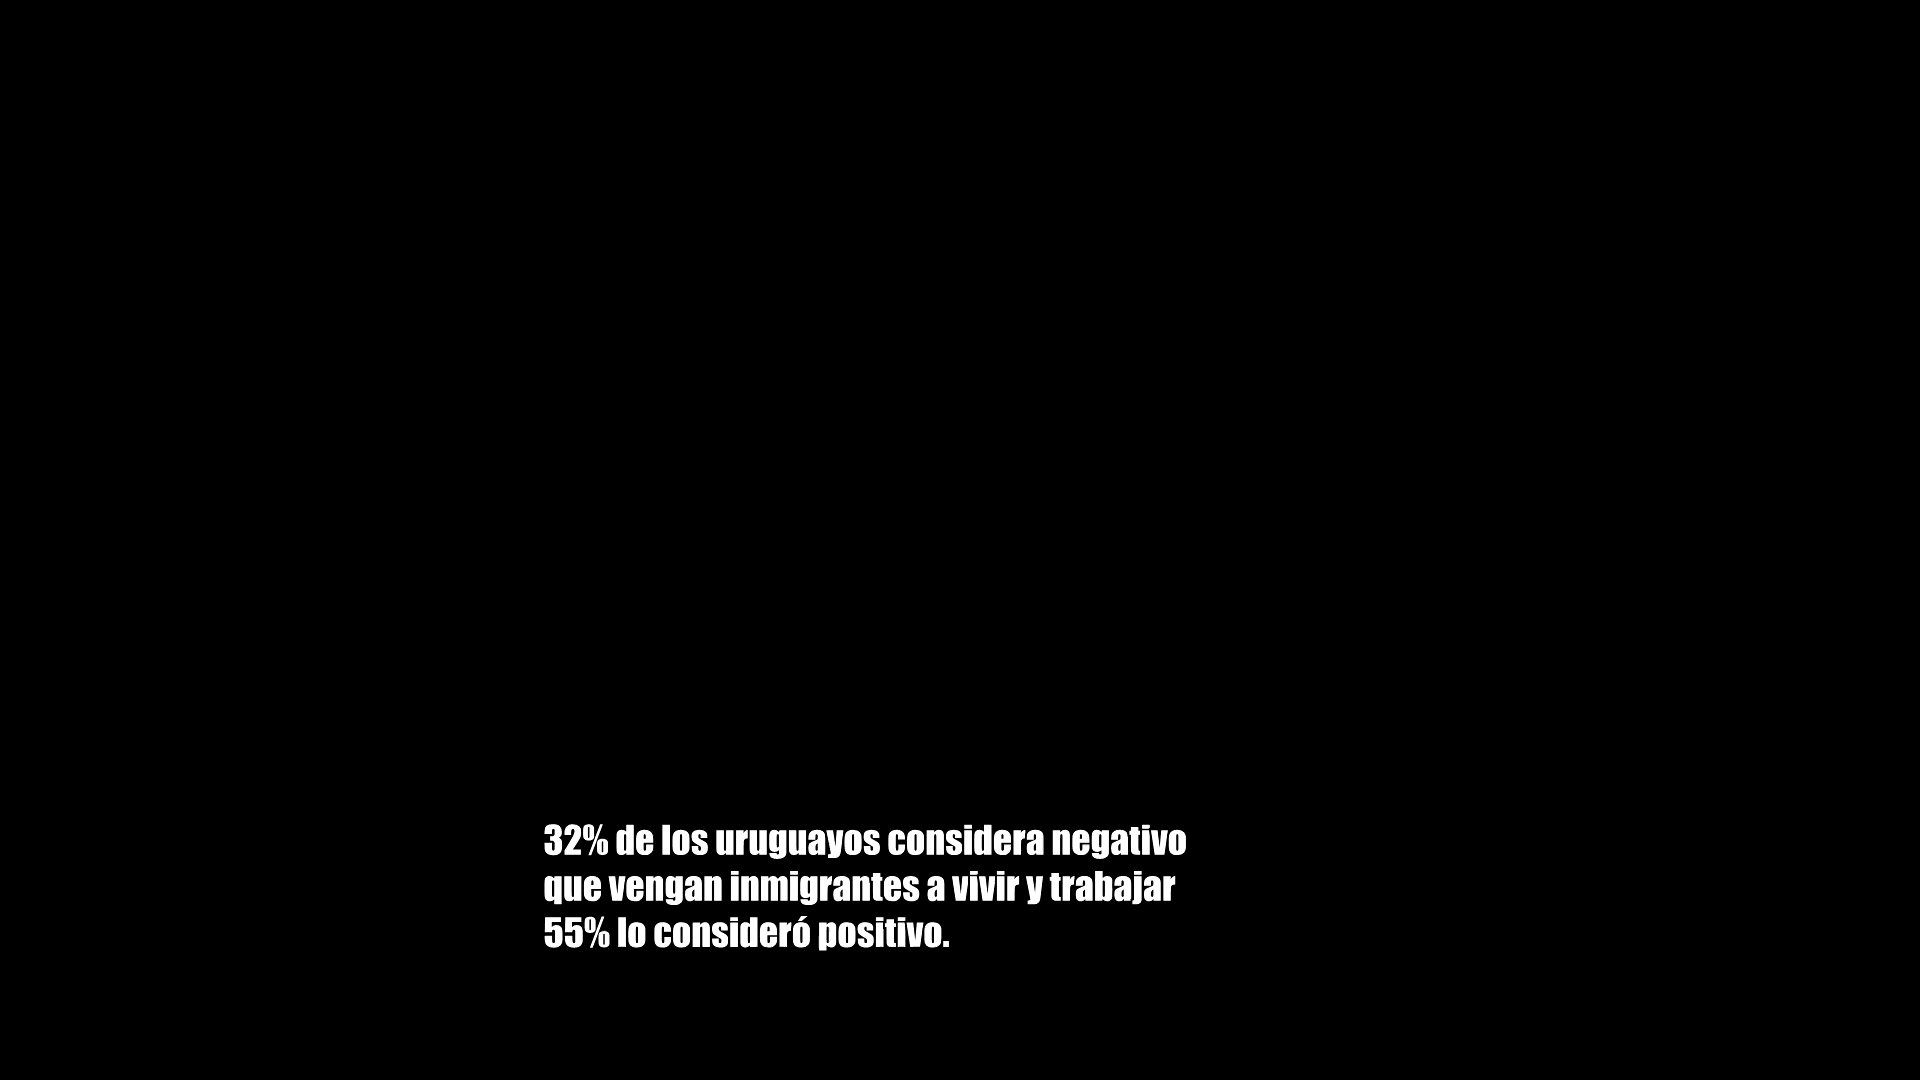 32% de los uruguayos considera negativo
que vengan inmigrantes a vivir y trabajar
55% lo consideró positivo.